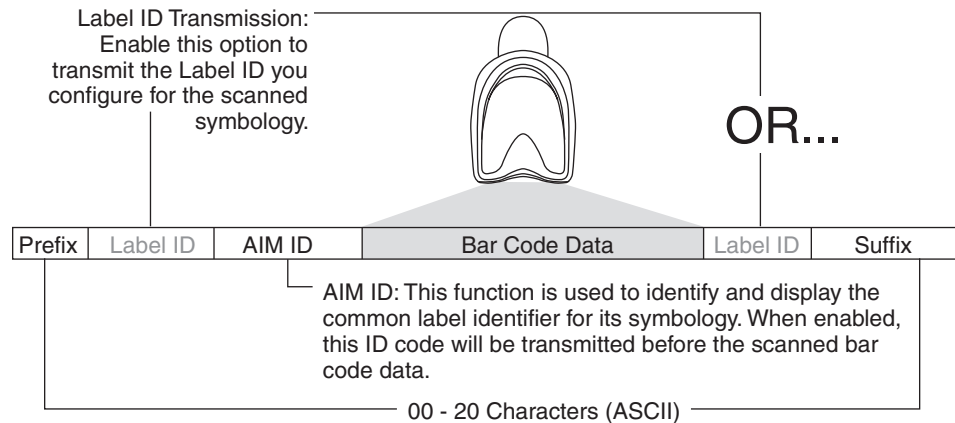 Label ID Transmission:
Enable this option to
transmit the Label ID you
configure for the scanned
symbology.
OR...
Prefix Label ID AIM ID Bar Code Data Label ID Suffix
AIM ID: This function is used to identify and display the
common label identifier for its symbology. When enabled,
this ID code will be transmitted before the scanned bar
code data.
00 - 20 Characters (ASCII)